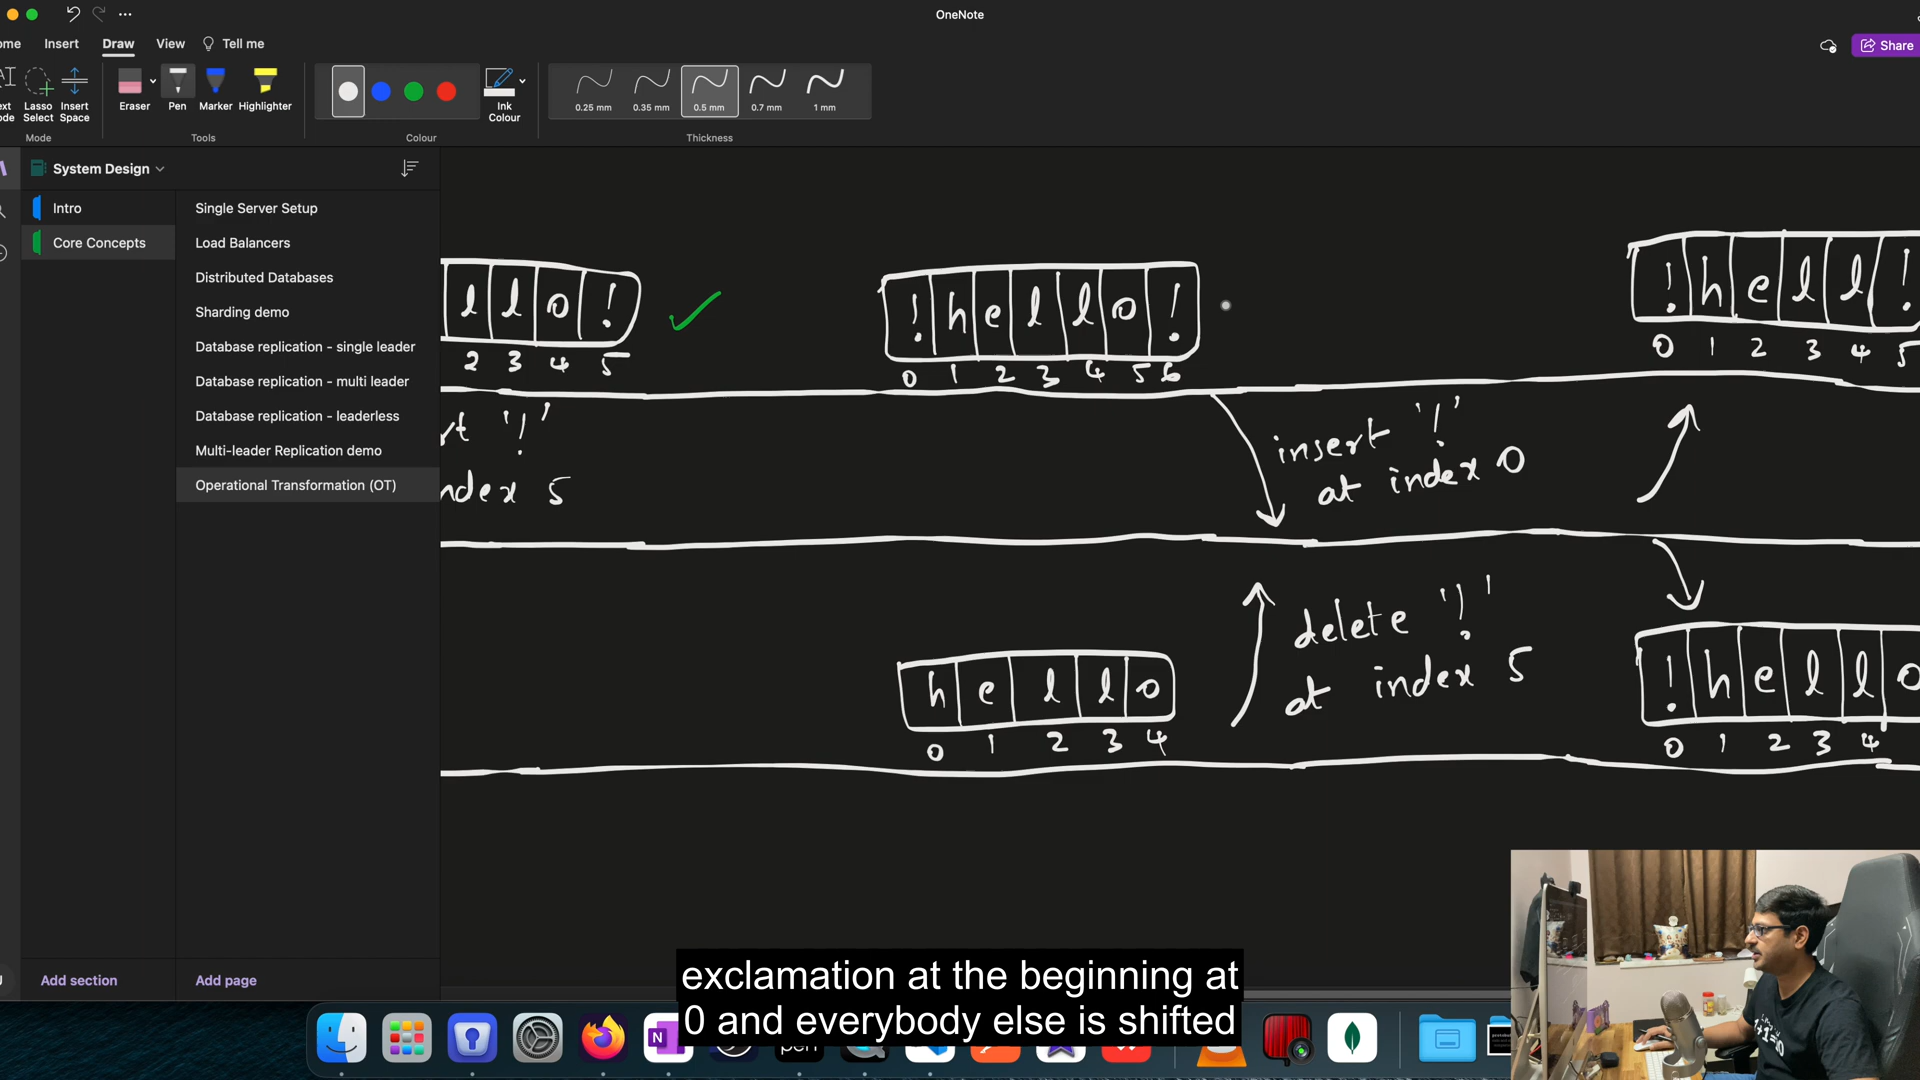 OneNote
ome Insert Draw View Tell me
Share
Eraser Pen Marker Highlighter
Lasso Select
Insert Space
Ink Colour
0.25 mm 0.35 mm 0.5 mm 0.7 mm 1 mm
Mode Tools Colour Thickness
System Design
Intro
Core Concepts
Single Server Setup
Load Balancers
Distributed Databases
Sharding demo
Database replication - single leader
Database replication - multi leader
Database replication - leaderless
Multi-leader Replication demo
Operational Transformation (OT)
l l o !
2 3 4 5
! h e l l o !
0 1 2 3 4 5 6
! h e l l !
0 1 2 3 4 5
'!'
ndex 5
insert '!'
at index 0
delete '!'
at index 5
h e l l o
0 1 2 3 4
! h e l l o
0 1 2 3 4
Add section Add page
exclamation at the beginning at
0 and everybody else is shifted